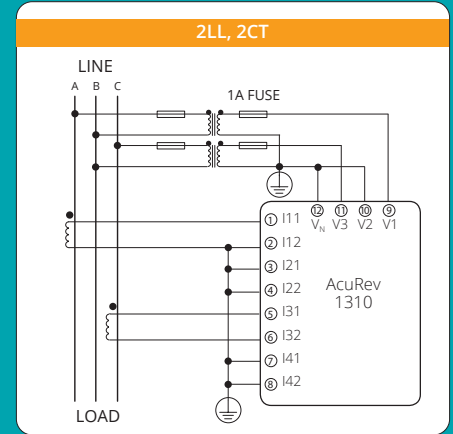 2LL, 2CT
LINE
A B C
1A FUSE
12 11 10 9
VN V3 V2 V1
1 I11
2 I12
3 I21
4 I22
5 I31
6 I32
7 I41
8 I42
AcuRev
1310
LOAD